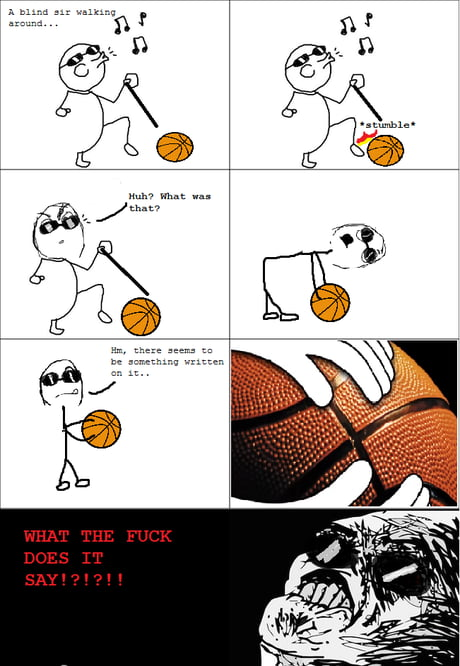 A blind sir walking
around...
*stumble*
Huh? What was
that?
Hm, there seems to
be something written
on it..
WHAT THE FUCK
DOES IT
SAY!?!?!!